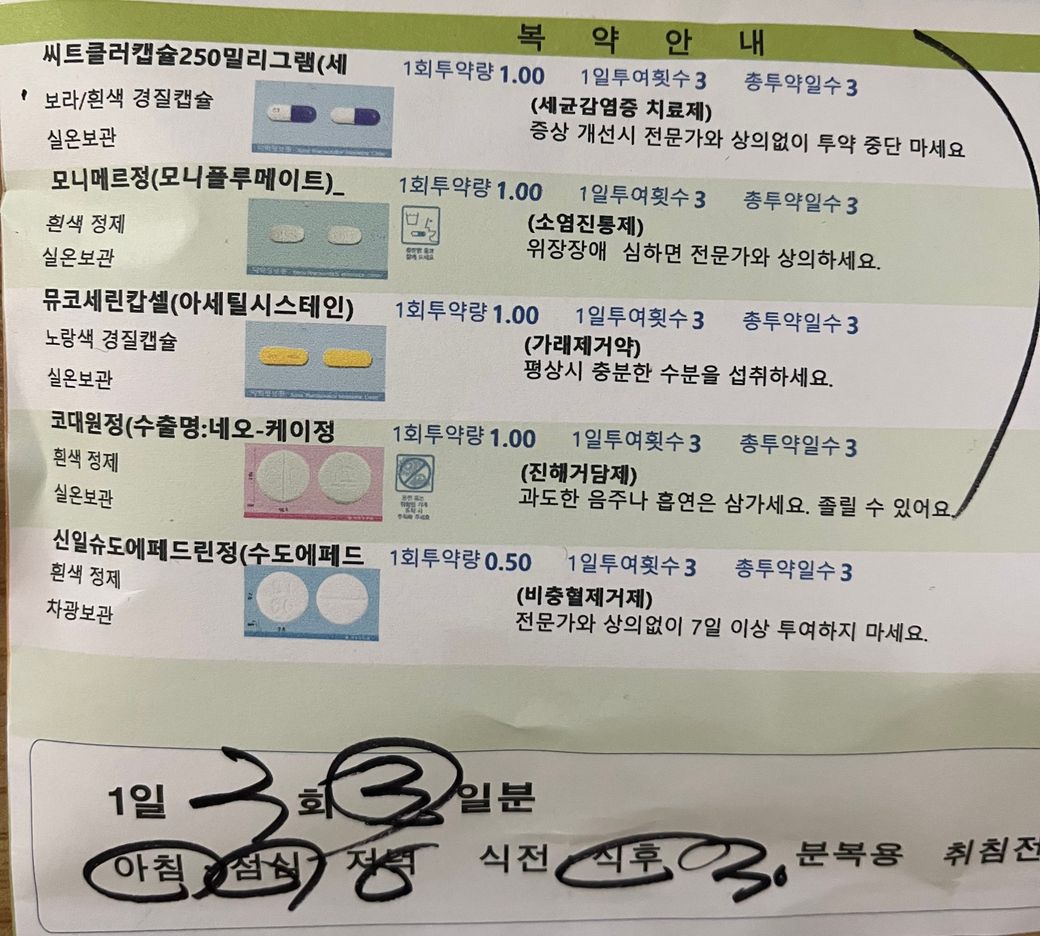 복 약 안 내
씨트클러캡슐250밀리그램(세 1회투약량 1.00 1일투여횟수 3 총투약일수 3
보라/흰색 경질캡슐 (세균감염증 치료제)
실온보관 증상 개선시 전문가와 상의없이 투약 중단 마세요
모니메르정(모니플루메이트)_ 1회투약량 1.00 1일투여횟수 3 총투약일수 3
흰색 정제 (소염진통제)
실온보관 위장장애 심하면 전문가와 상의하세요.
뮤코세린캅셀(아세틸시스테인) 1회투약량 1.00 1일투여횟수 3 총투약일수 3
노랑색 경질캡슐 (가래제거약)
실온보관 평상시 충분한 수분을 섭취하세요.
코대원정(수출명:네오-케이정 1회투약량 1.00 1일투여횟수 3 총투약일수 3
흰색 정제 (진해거담제)
실온보관 과도한 음주나 흡연은 삼가세요. 졸릴 수 있어요.
신일슈도에페드린정(수도에페드 1회투약량 0.50 1일투여횟수 3 총투약일수 3
흰색 정제 (비충혈제거제)
차광보관 전문가와 상의없이 7일 이상 투여하지 마세요.
1일 3 회 3 일분
아침 점심 저녁 식전 식후 30 분복용 취침전